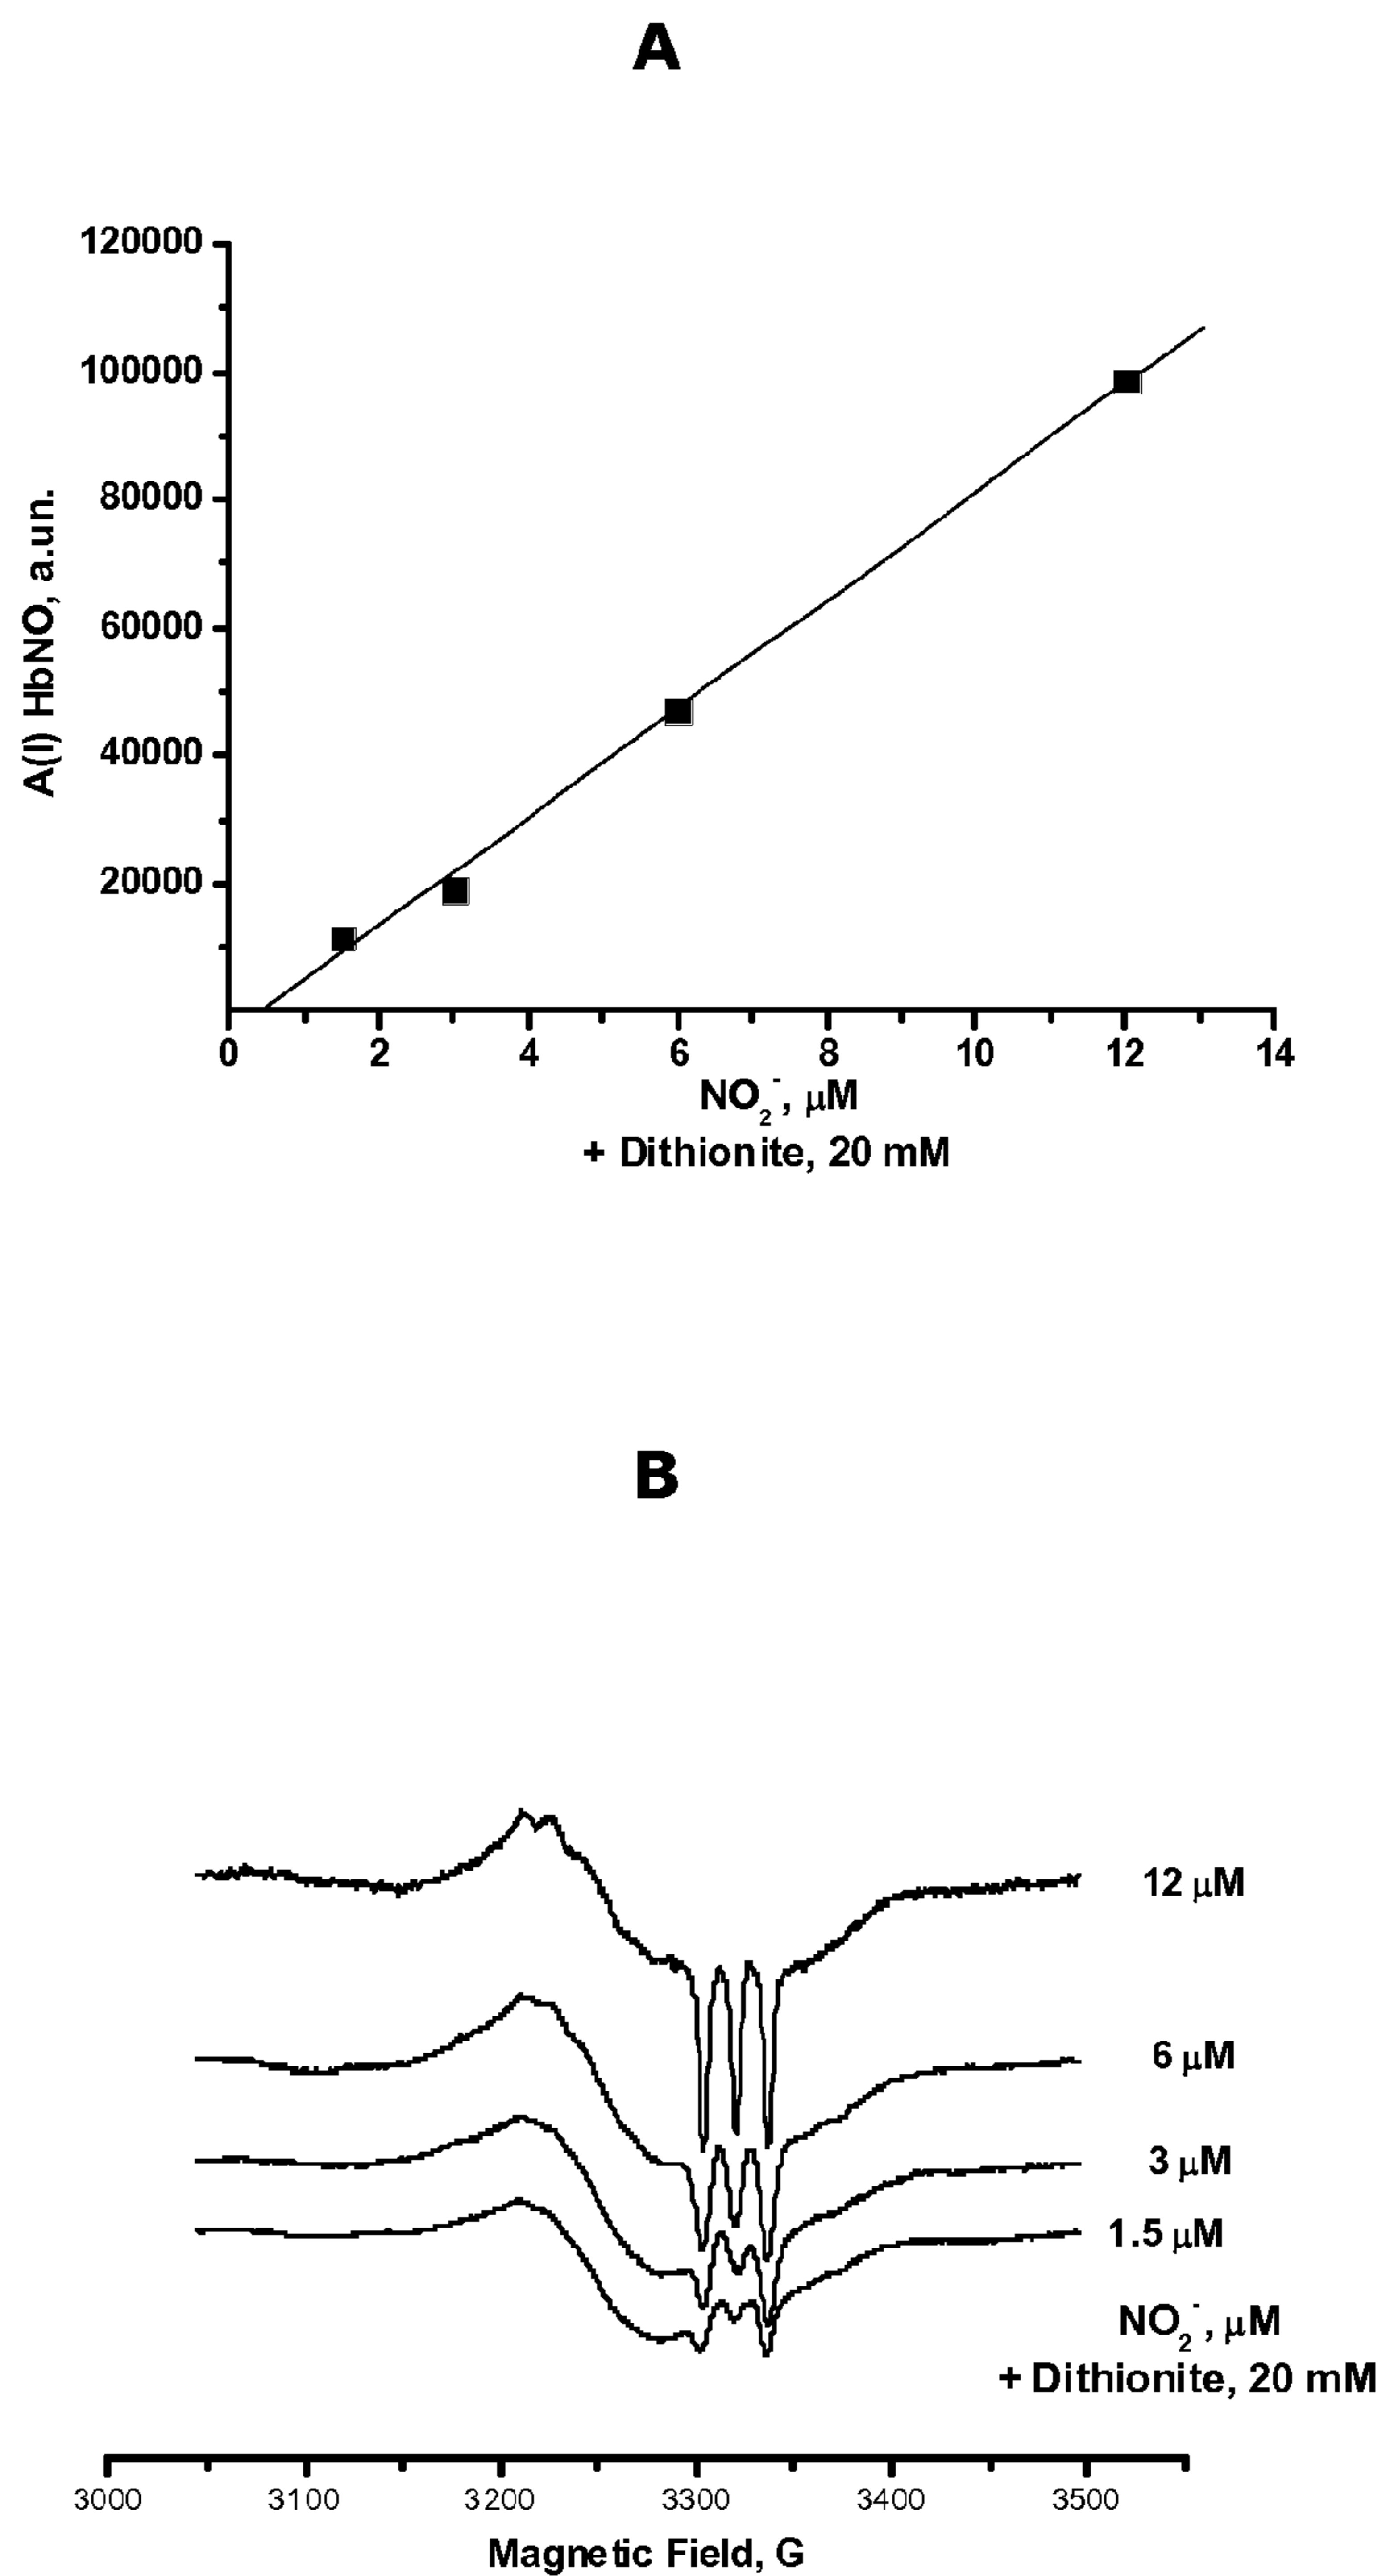 A
120000
100000
80000
60000
40000
20000
A(I) HbNO, a.un.
0 2 4 6 8 10 12 14
NO₂⁻, μM
+ Dithionite, 20 mM
B
12 μM
6 μM
3 μM
1.5 μM
NO₂⁻, μM
+ Dithionite, 20 mM
3000 3100 3200 3300 3400 3500
Magnetic Field, G